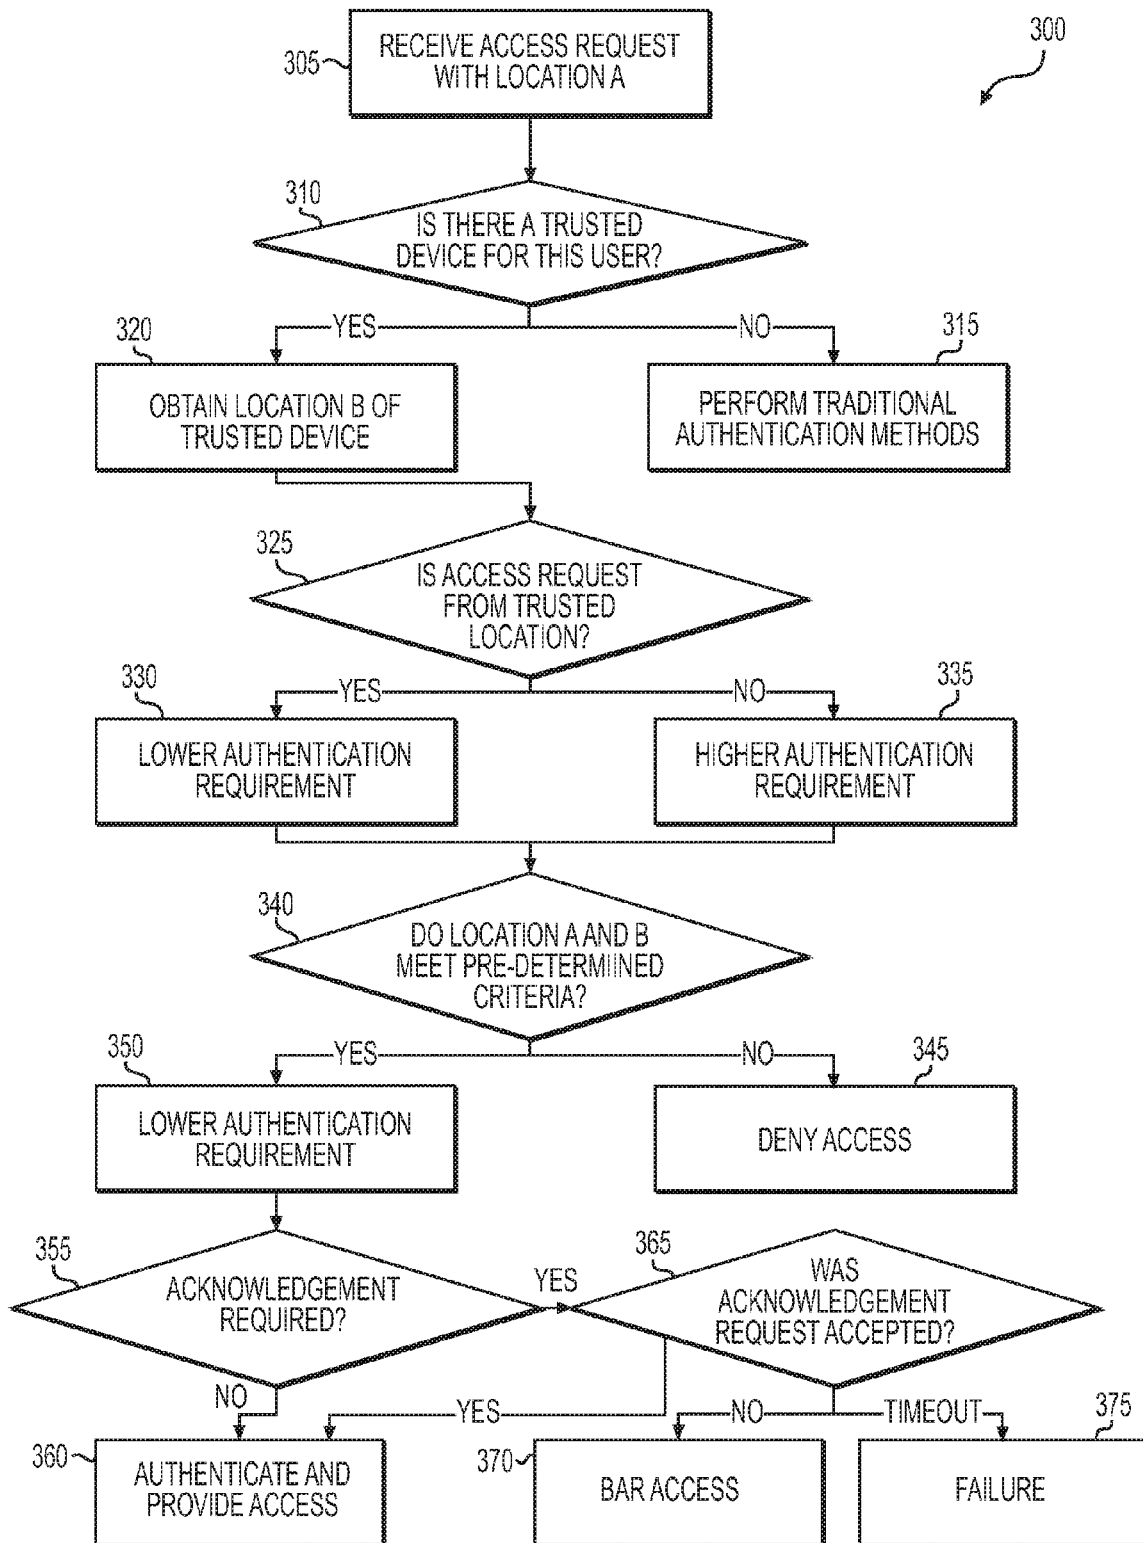 300
305
RECEIVE ACCESS REQUEST
WITH LOCATION A
310
IS THERE A TRUSTED
DEVICE FOR THIS USER?
YES
NO
320
315
OBTAIN LOCATION B OF
TRUSTED DEVICE
PERFORM TRADITIONAL
AUTHENTICATION METHODS
325
IS ACCESS REQUEST
FROM TRUSTED
LOCATION?
YES
NO
330
335
LOWER AUTHENTICATION
REQUIREMENT
HIGHER AUTHENTICATION
REQUIREMENT
340
DO LOCATION A AND B
MEET PRE-DETERMINED
CRITERIA?
YES
NO
350
345
LOWER AUTHENTICATION
REQUIREMENT
DENY ACCESS
355
ACKNOWLEDGEMENT
REQUIRED?
YES
365
WAS
ACKNOWLEDGEMENT
REQUEST ACCEPTED?
NO
YES
NO
TIMEOUT
360
AUTHENTICATE AND
PROVIDE ACCESS
370
BAR ACCESS
375
FAILURE